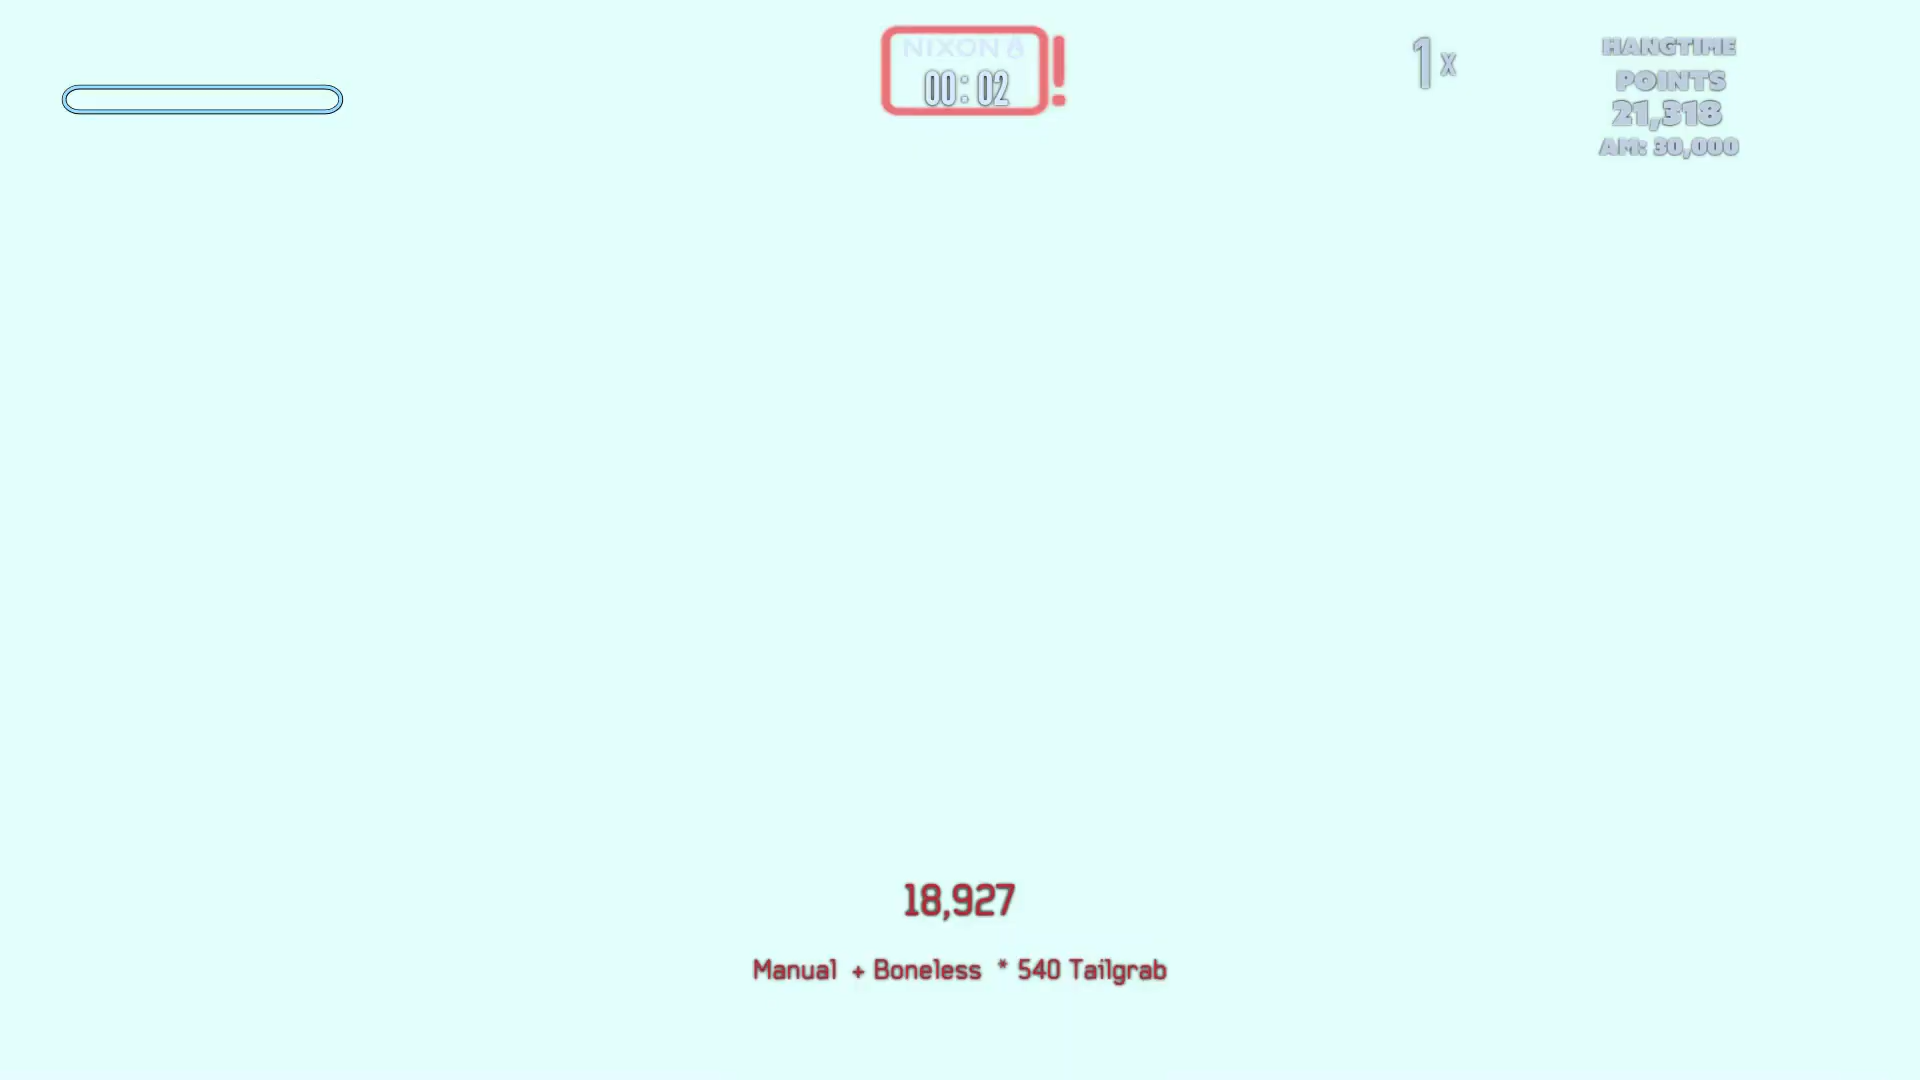 NIXON
00:02
!
1x
HANGTIME
POINTS
21,318
AM: 30,000
18,927
Manual + Boneless * 540 Tailgrab